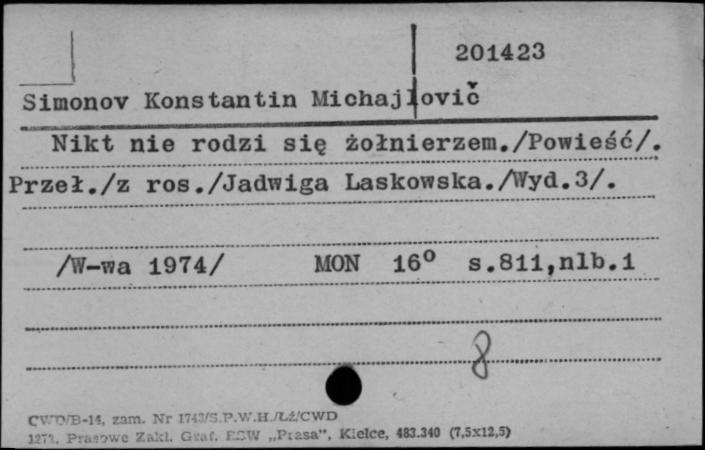 201423
Simonov Konstantin Michajlovič
Nikt nie rodzi się żołnierzem./Powieść/.
Przeł./z ros./Jadwiga Laskowska./Wyd.3/.
/W-wa 1974/ MON 16⁰ s.811,nlb.1
8
CWD/B-14, zam. Nr 1743/S.P.W.H./Łź/CWD
Prasowe Zakł. Graf. RSW „Prasa”, Kielce, 483.340 (7,5x12,5)